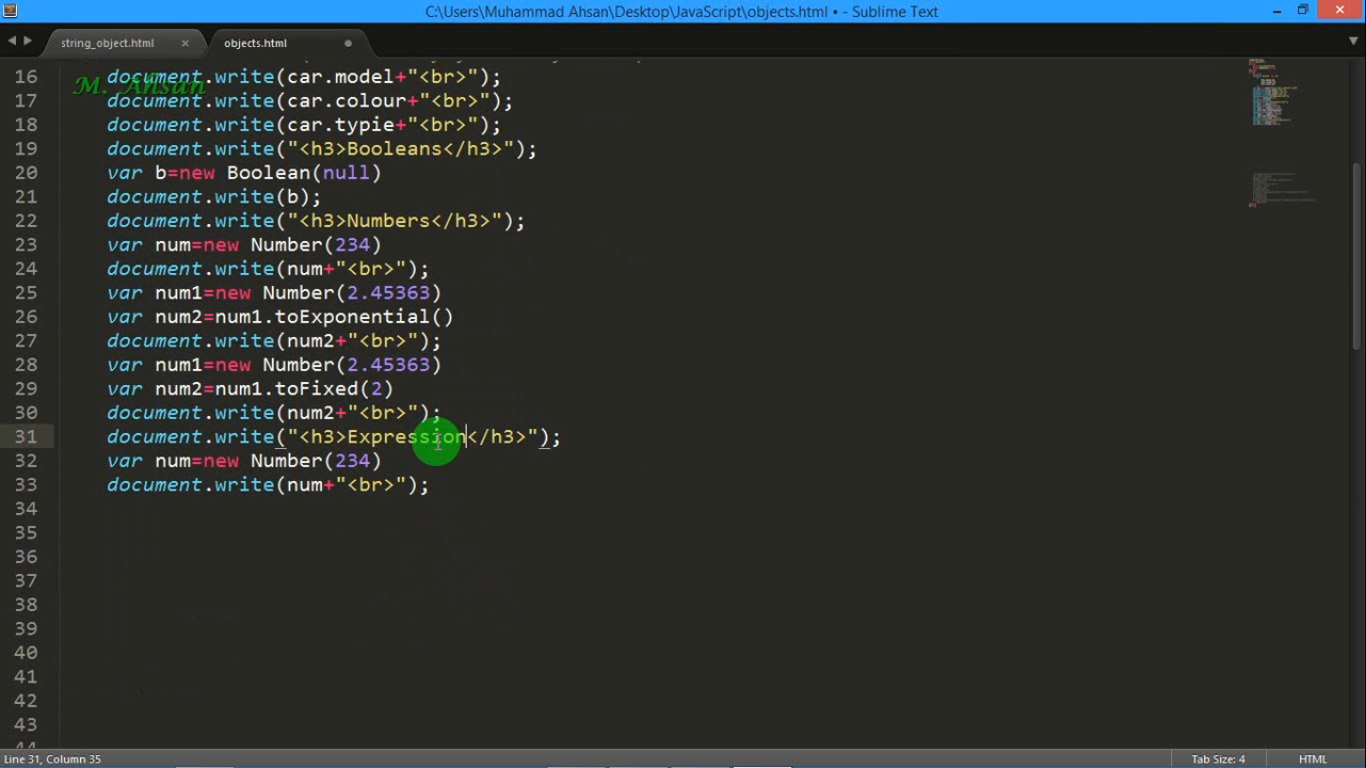 C:\Users\Muhammad Ahsan\Desktop\JavaScript\objects.html • - Sublime Text
string_object.html × objects.html
M. Ahsan
16 document.write(car.model+"<br>");
17 document.write(car.colour+"<br>");
18 document.write(car.typie+"<br>");
19 document.write("<h3>Booleans</h3>");
20 var b=new Boolean(null)
21 document.write(b);
22 document.write("<h3>Numbers</h3>");
23 var num=new Number(234)
24 document.write(num+"<br>");
25 var num1=new Number(2.45363)
26 var num2=num1.toExponential()
27 document.write(num2+"<br>");
28 var num1=new Number(2.45363)
29 var num2=num1.toFixed(2)
30 document.write(num2+"<br>");
31 document.write("<h3>Expression</h3>");
32 var num=new Number(234)
33 document.write(num+"<br>");
34
35
36
37
38
39
40
41
42
43
44
Line 31, Column 35 Tab Size: 4 HTML